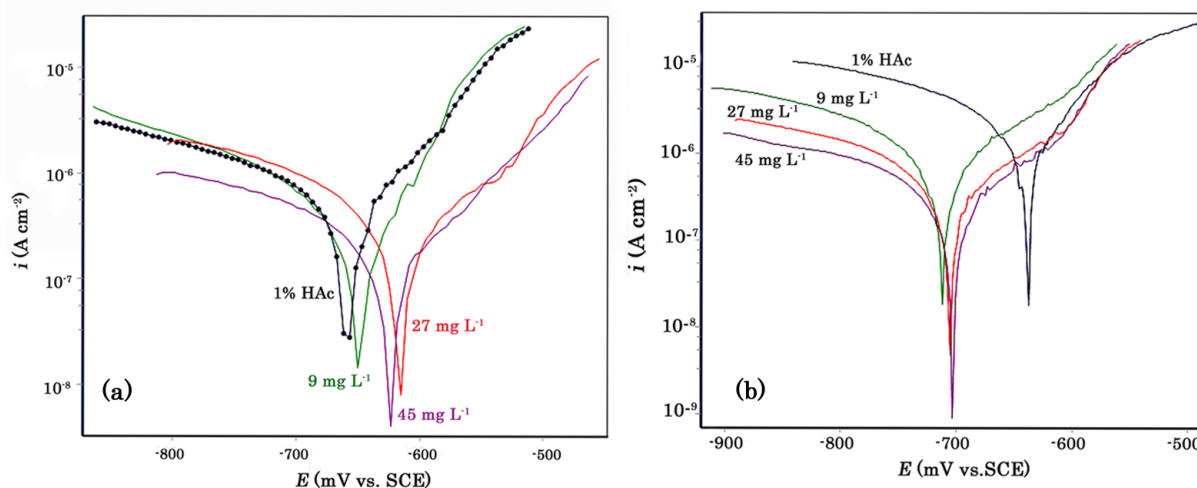 10⁻⁵
10⁻⁶
10⁻⁷
10⁻⁸
i (A cm⁻²)
1% HAc
9 mg L⁻¹
27 mg L⁻¹
45 mg L⁻¹
(a)
-800
-700
-600
-500
E (mV vs. SCE)
10⁻⁵
10⁻⁶
10⁻⁷
10⁻⁸
10⁻⁹
i (A cm⁻²)
1% HAc
9 mg L⁻¹
27 mg L⁻¹
45 mg L⁻¹
(b)
-900
-800
-700
-600
-500
E (mV vs.SCE)